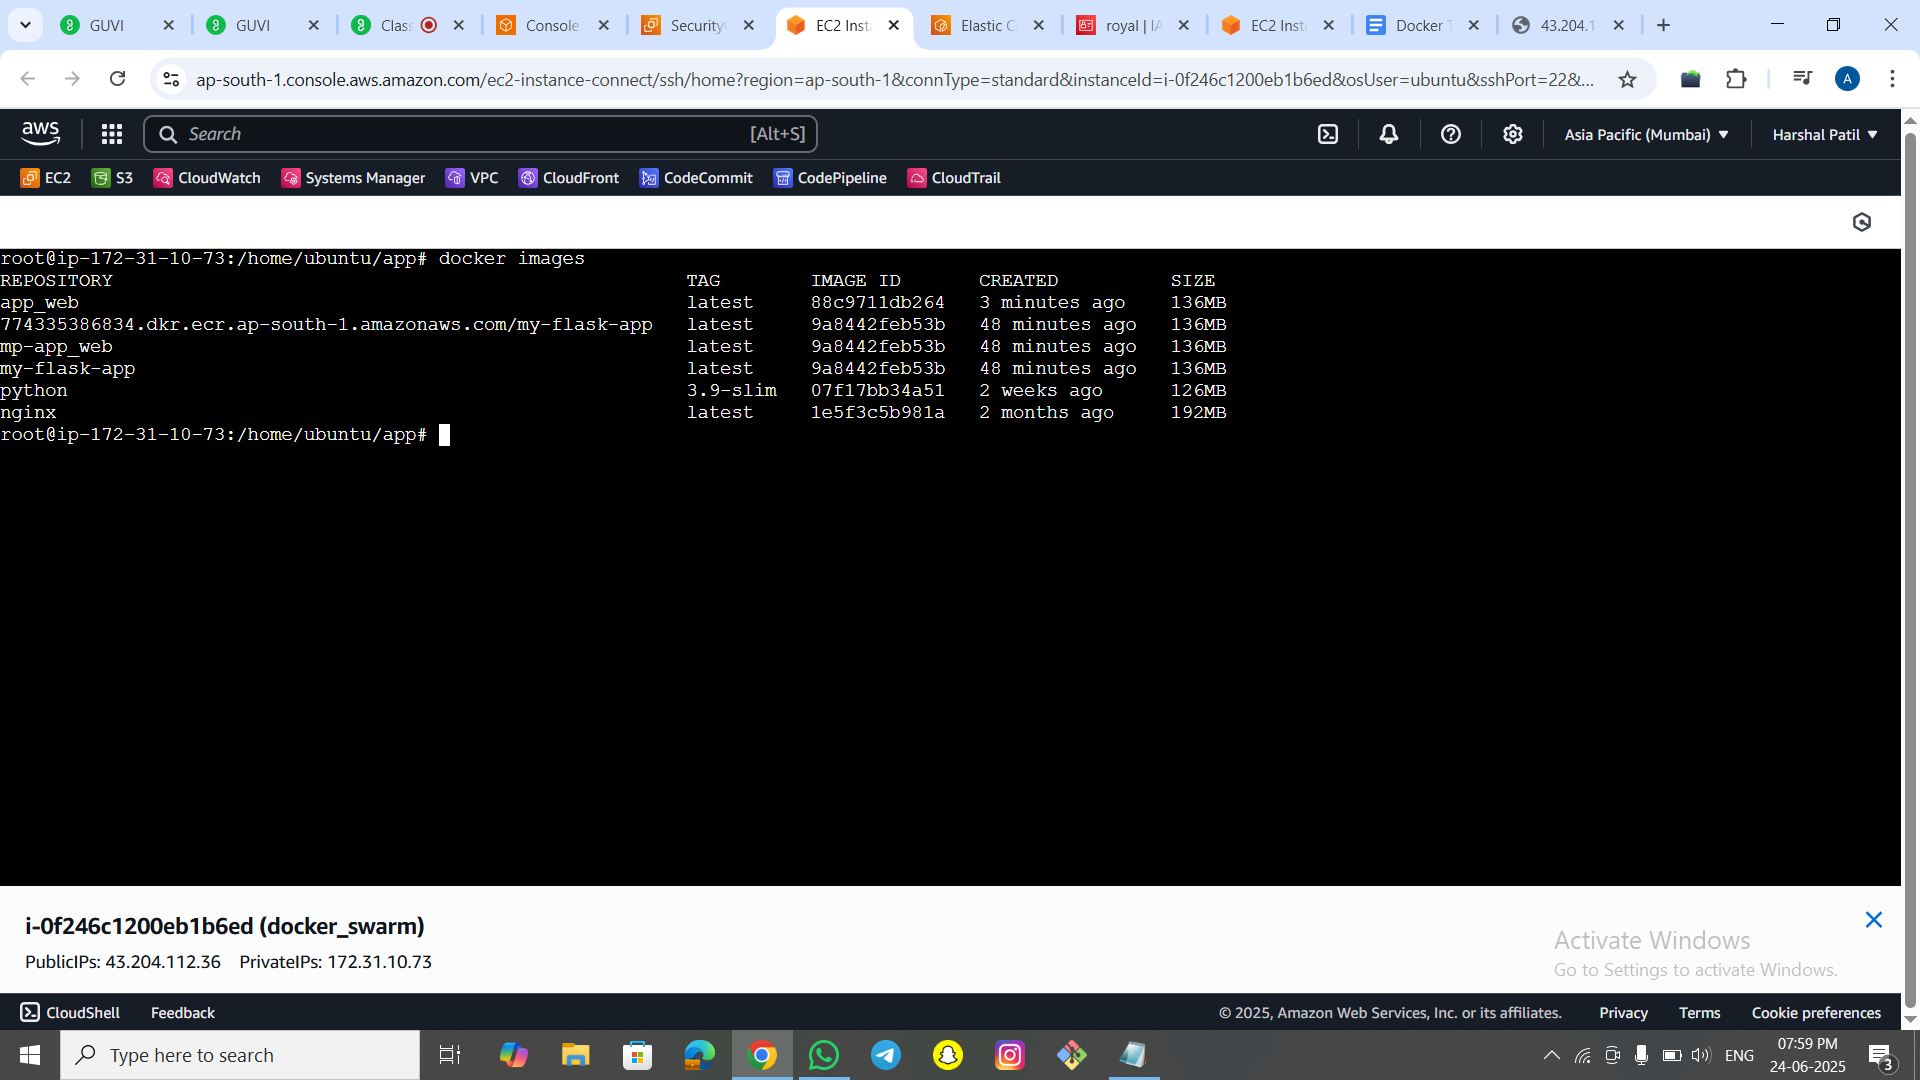 GUVI
GUVI
Class
Console
Security
EC2 Insta
Elastic C
royal | IA
EC2 Insta
Docker T
43.204.1
ap-south-1.console.aws.amazon.com/ec2-instance-connect/ssh/home?region=ap-south-1&connType=standard&instanceId=i-0f246c1200eb1b6ed&osUser=ubuntu&sshPort=22&...
A
aws
Search
[Alt+S]
Asia Pacific (Mumbai)
Harshal Patil
EC2
S3
CloudWatch
Systems Manager
VPC
CloudFront
CodeCommit
CodePipeline
CloudTrail
root@ip-172-31-10-73:/home/ubuntu/app# docker images
REPOSITORY TAG IMAGE ID CREATED SIZE
app_web latest 88c9711db264 3 minutes ago 136MB
774335386834.dkr.ecr.ap-south-1.amazonaws.com/my-flask-app latest 9a8442feb53b 48 minutes ago 136MB
mp-app_web latest 9a8442feb53b 48 minutes ago 136MB
my-flask-app latest 9a8442feb53b 48 minutes ago 136MB
python 3.9-slim 07f17bb34a51 2 weeks ago 126MB
nginx latest 1e5f3c5b981a 2 months ago 192MB
root@ip-172-31-10-73:/home/ubuntu/app#
i-0f246c1200eb1b6ed (docker_swarm)
PublicIPs: 43.204.112.36 PrivateIPs: 172.31.10.73
Activate Windows
Go to Settings to activate Windows.
CloudShell
Feedback
© 2025, Amazon Web Services, Inc. or its affiliates.
Privacy
Terms
Cookie preferences
Type here to search
ENG
07:59 PM
24-06-2025
3